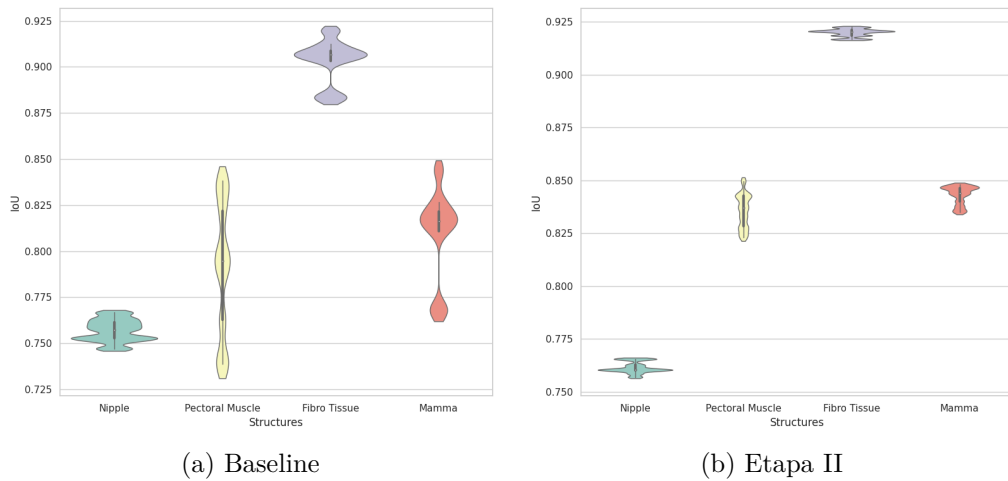 0.925
0.900
0.875
0.850
0.825
0.800
0.775
0.750
0.725
IoU
Nipple
Pectoral Muscle
Fibro Tissue
Mamma
Structures
(a) Baseline
0.925
0.900
0.875
0.850
0.825
0.800
0.775
0.750
IoU
Nipple
Pectoral Muscle
Fibro Tissue
Mamma
Structures
(b) Etapa II